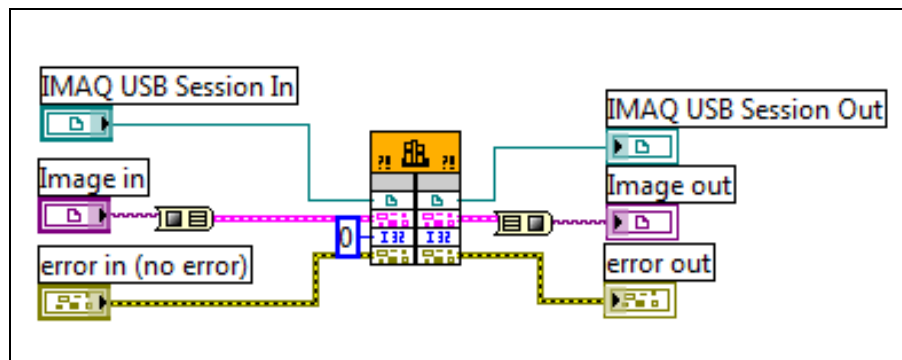 IMAQ USB Session In
IMAQ USB Session Out
Image in
Image out
?! ?!
0
I32 I32
error in (no error)
error out